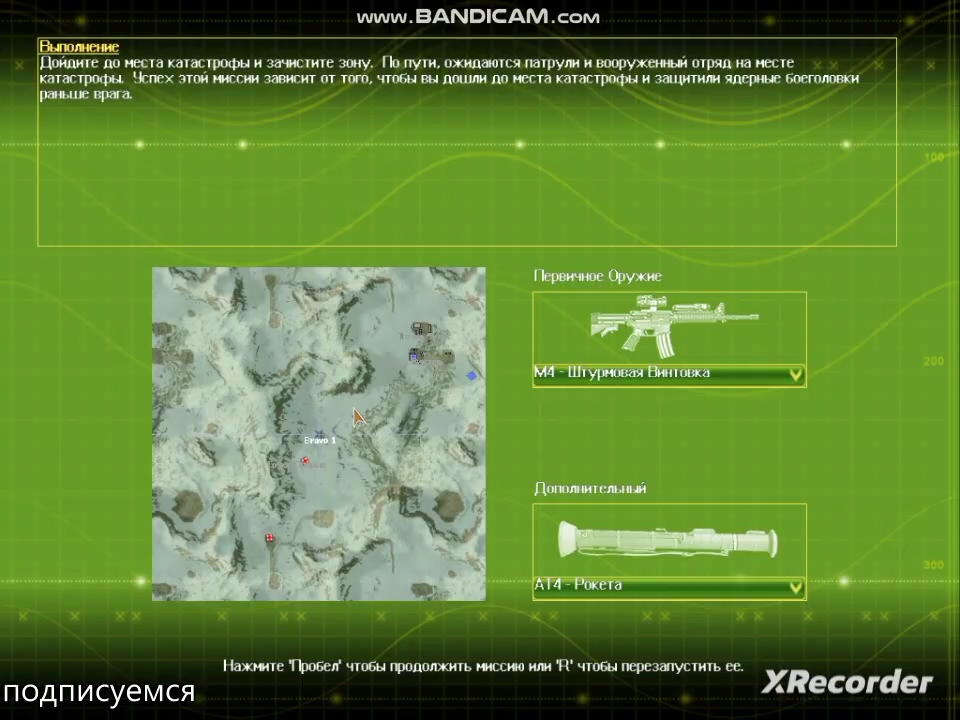 www.BANDICAM.com
Выполнение
Дойдите до места катастрофы и зачистите зону. По пути, ожидаются патрули и вооруженный отряд на месте
катастрофы. Успех этой миссии зависит от того, чтобы вы дошли до места катастрофы и защитили ядерные боеголовки
раньше врага.
100
Первичное Оружие
M4 - Штурмовая Винтовка
200
Bravo 1
Дополнительный
AT4 - Рокета
300
Нажмите 'Пробел' чтобы продолжить миссию или 'R' чтобы перезапустить ее.
XRecorder
подписуемся